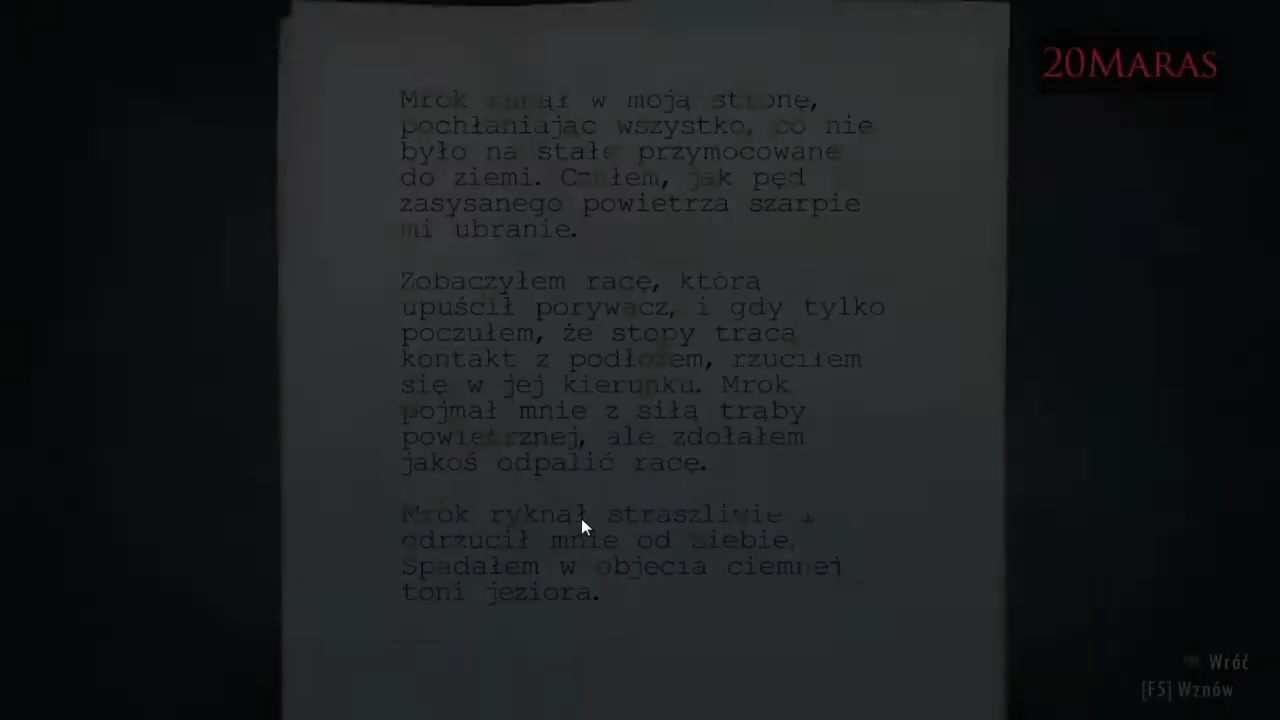 20MARAS
Mrok runął w moją stronę,
pochłaniając wszystko, co nie
było na stałe przymocowane
do ziemi. Czułem, jak pęd
zasysanego powietrza szarpie
mi ubranie.
Zobaczyłem racę, którą
upuścił porywacz, i gdy tylko
poczułem, że stopy tracą
kontakt z podłożem, rzuciłem
się w jej kierunku. Mrok
pojmał mnie z siłą trąby
powietrznej, ale zdołałem
jakoś odpalić racę.
Mrok ryknął straszliwie i
odrzucił mnie od siebie.
Spadałem w objęcia ciemnej
toni jeziora.
Wróć
[F5] Wznów